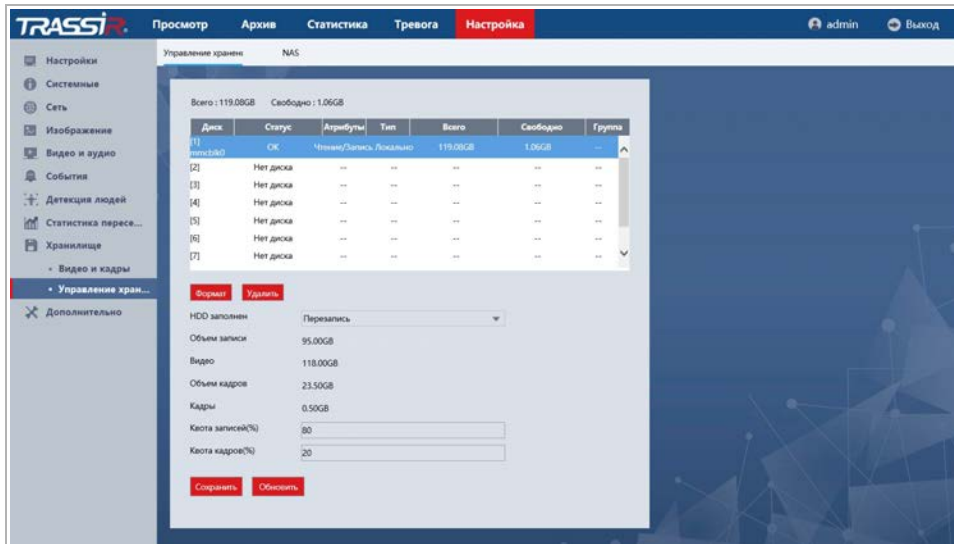 TRASSIR Просмотр Архив Статистика Тревога Настройка admin Выход
Управление хранен NAS
Настройки
Системные
Сеть
Изображение
Видео и аудио
События
Детекция людей
Статистика пересе...
Хранилище
Видео и кадры
Управление хран...
Дополнительно
Всего : 119.08GB Свободно : 1.06GB
Диск Статус Атрибуты Тип Всего Свободно Группа
[1] mmcblk0 OK Чтение/Запись Локально 119.08GB 1.06GB --
[2] Нет диска -- -- -- -- --
[3] Нет диска -- -- -- -- --
[4] Нет диска -- -- -- -- --
[5] Нет диска -- -- -- -- --
[6] Нет диска -- -- -- -- --
[7] Нет диска -- -- -- -- --
Формат Удалить
HDD заполнен Перезапись
Объем записи 95.00GB
Видео 118.00GB
Объем кадров 23.50GB
Кадры 0.50GB
Квота записей(%) 80
Квота кадров(%) 20
Сохранить Обновить